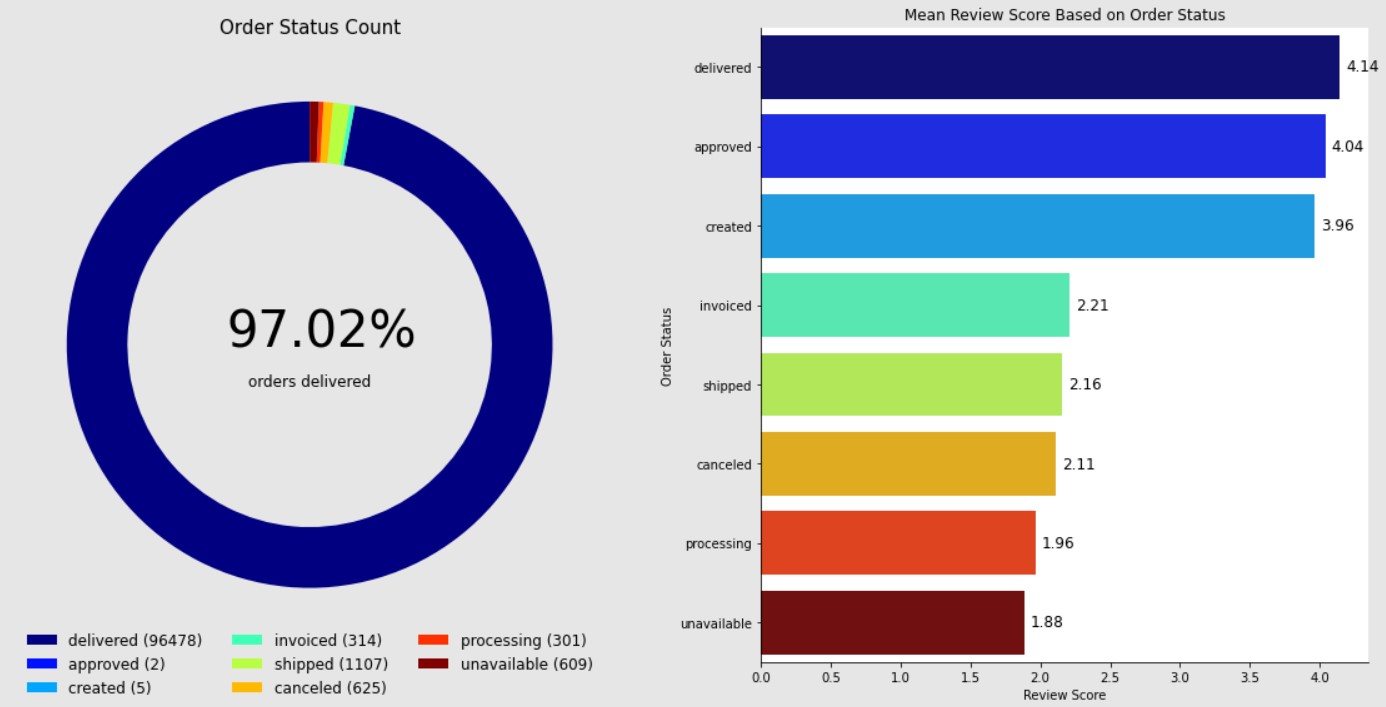 Order Status Count
97.02%
orders delivered
delivered (96478)
approved (2)
created (5)
invoiced (314)
shipped (1107)
canceled (625)
processing (301)
unavailable (609)
Mean Review Score Based on Order Status
Order Status
delivered 4.14
approved 4.04
created 3.96
invoiced 2.21
shipped 2.16
canceled 2.11
processing 1.96
unavailable 1.88
0.0 0.5 1.0 1.5 2.0 2.5 3.0 3.5 4.0
Review Score